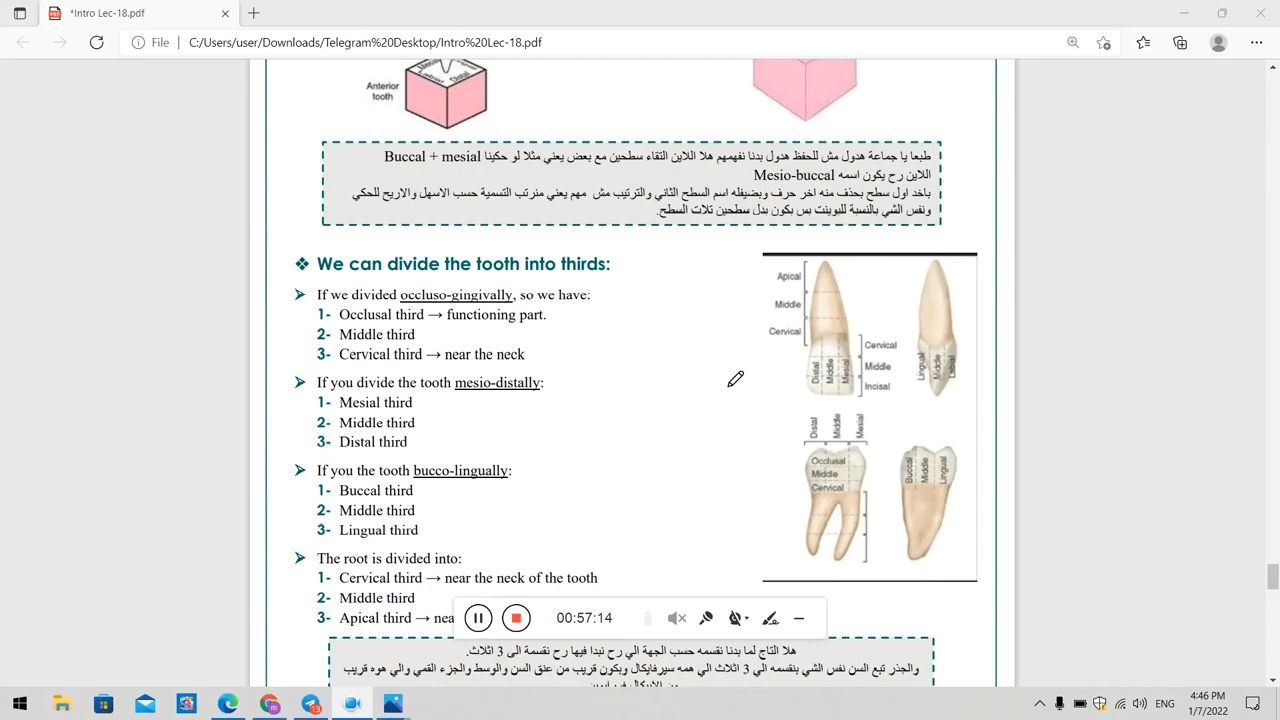 *Intro Lec-18.pdf
File
C:/Users/user/Downloads/Telegram%20Desktop/Intro%20Lec-18.pdf
Anterior
tooth
Distal
طبعا يا جماعة هدول مش للحفظ هدول بدنا نفهمهم هلا اللاين التقاء سطحين مع بعض يعني مثلا لو حكينا Buccal + mesial
اللاين رح يكون اسمه Mesio-buccal
باخد اول سطح بحذف منه اخر حرف وبضيفله اسم السطح الثاني والترتيب مش مهم يعني منرتب التسمية حسب الاسهل والاريح للحكي
ونفس الشي بالنسبة للبوينت بس بكون بدل سطحين تلات السطح.
❖ We can divide the tooth into thirds:
➤ If we divided occluso-gingivally, so we have:
1- Occlusal third → functioning part.
2- Middle third
3- Cervical third → near the neck
➤ If you divide the tooth mesio-distally:
1- Mesial third
2- Middle third
3- Distal third
➤ If you the tooth bucco-lingually:
1- Buccal third
2- Middle third
3- Lingual third
➤ The root is divided into:
1- Cervical third → near the neck of the tooth
2- Middle third
3- Apical third → nea
Apical
Middle
Cervical
Distal
Middle
Mesial
Cervical
Middle
Incisal
Lingual
Middle
Labial
Distal
Middle
Mesial
Occlusal
Middle
Cervical
Buccal
Middle
Lingual
00:57:14
هلا التاج لما بدنا نقسمه حسب الجهة الي رح نبدا فيها رح نقسمة الى 3 اثلاث.
والجذر تبع السن نفس الشي بنقسمه الي 3 اثلاث الي همه سيرفايكال وبكون قريب من عنق السن والوسط والجزء القمي والي هوه قريب
13
ENG
4:46 PM
1/7/2022